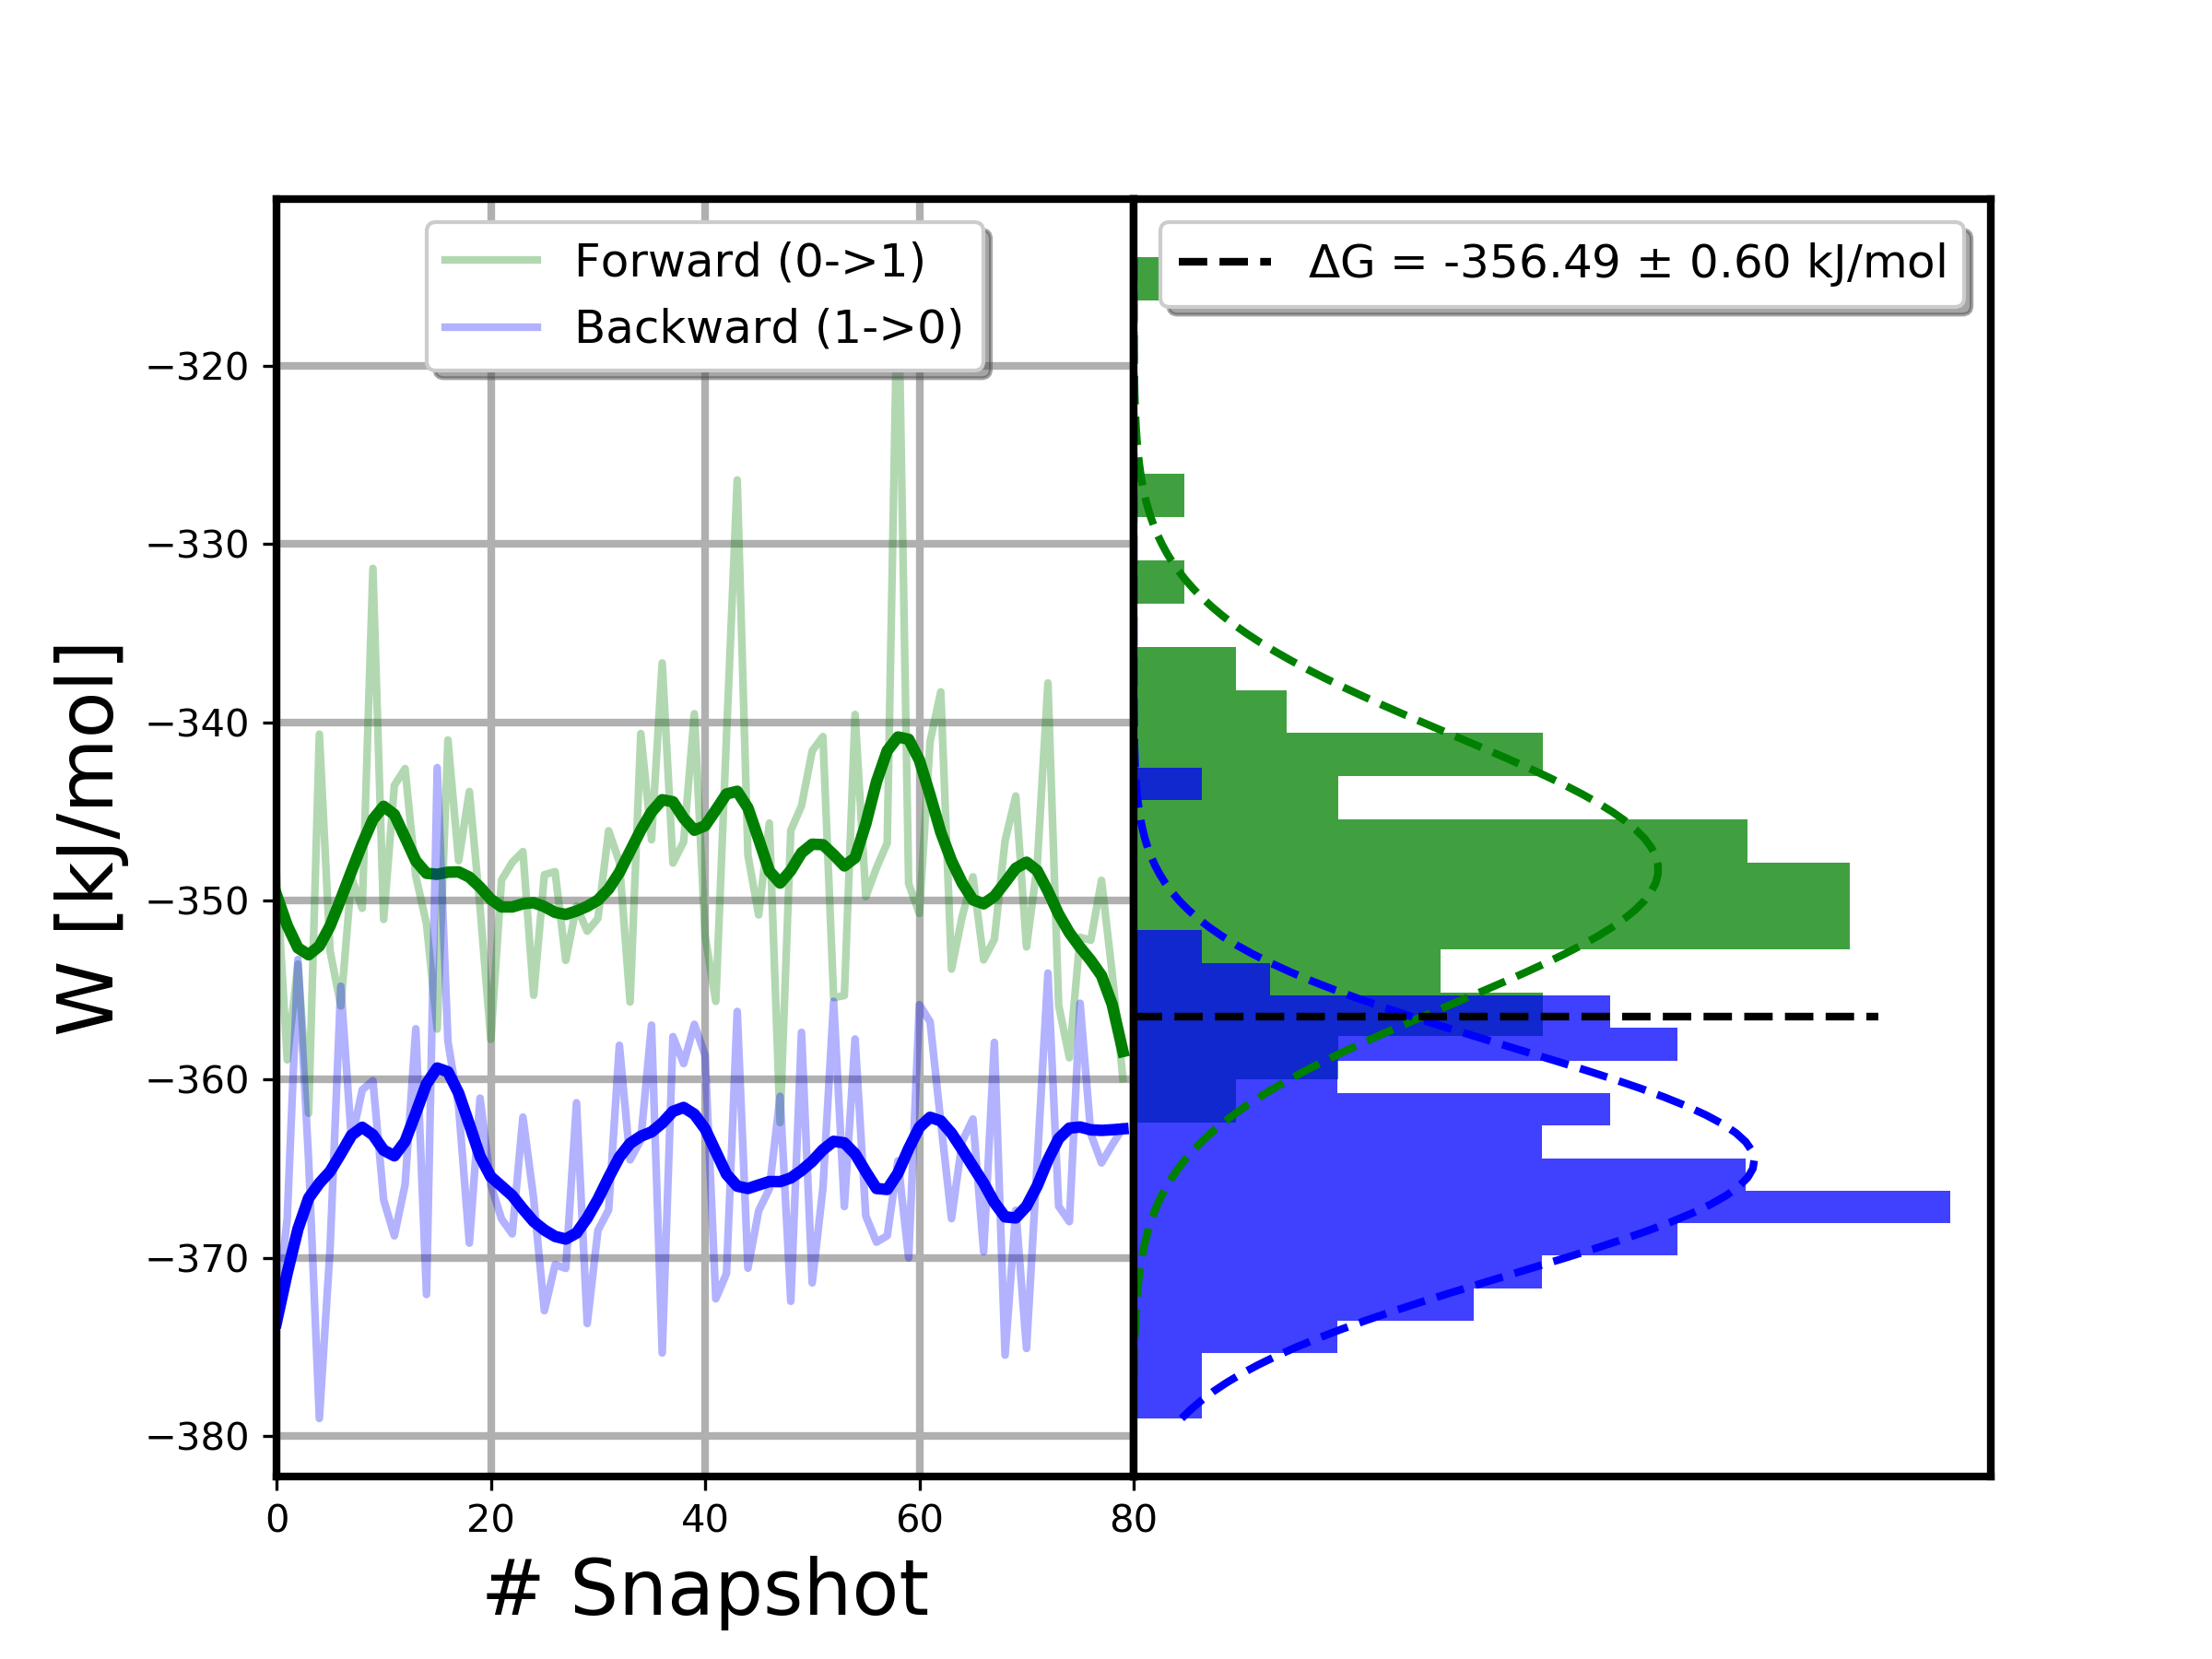 Forward (0->1)
Backward (1->0)
ΔG = -356.49 ± 0.60 kJ/mol
−320
−330
−340
−350
−360
−370
−380
W [kJ/mol]
0 20 40 60 80
# Snapshot